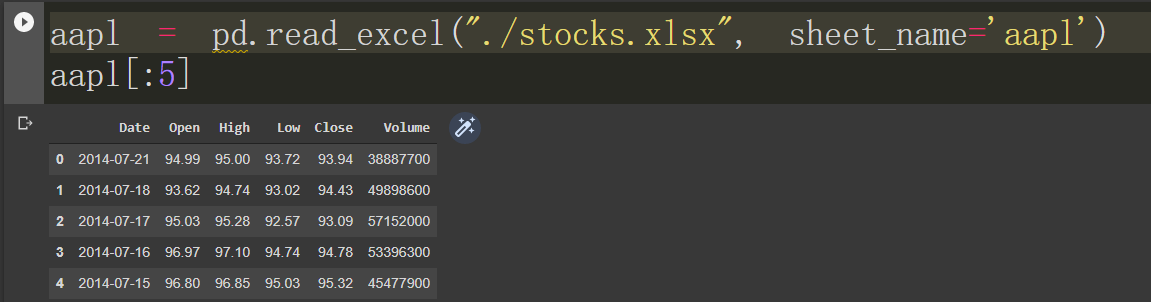 aapl = pd.read_excel("./stocks.xlsx", sheet_name='aapl')
aapl[:5]
Date Open High Low Close Volume
0 2014-07-21 94.99 95.00 93.72 93.94 38887700
1 2014-07-18 93.62 94.74 93.02 94.43 49898600
2 2014-07-17 95.03 95.28 92.57 93.09 57152000
3 2014-07-16 96.97 97.10 94.74 94.78 53396300
4 2014-07-15 96.80 96.85 95.03 95.32 45477900